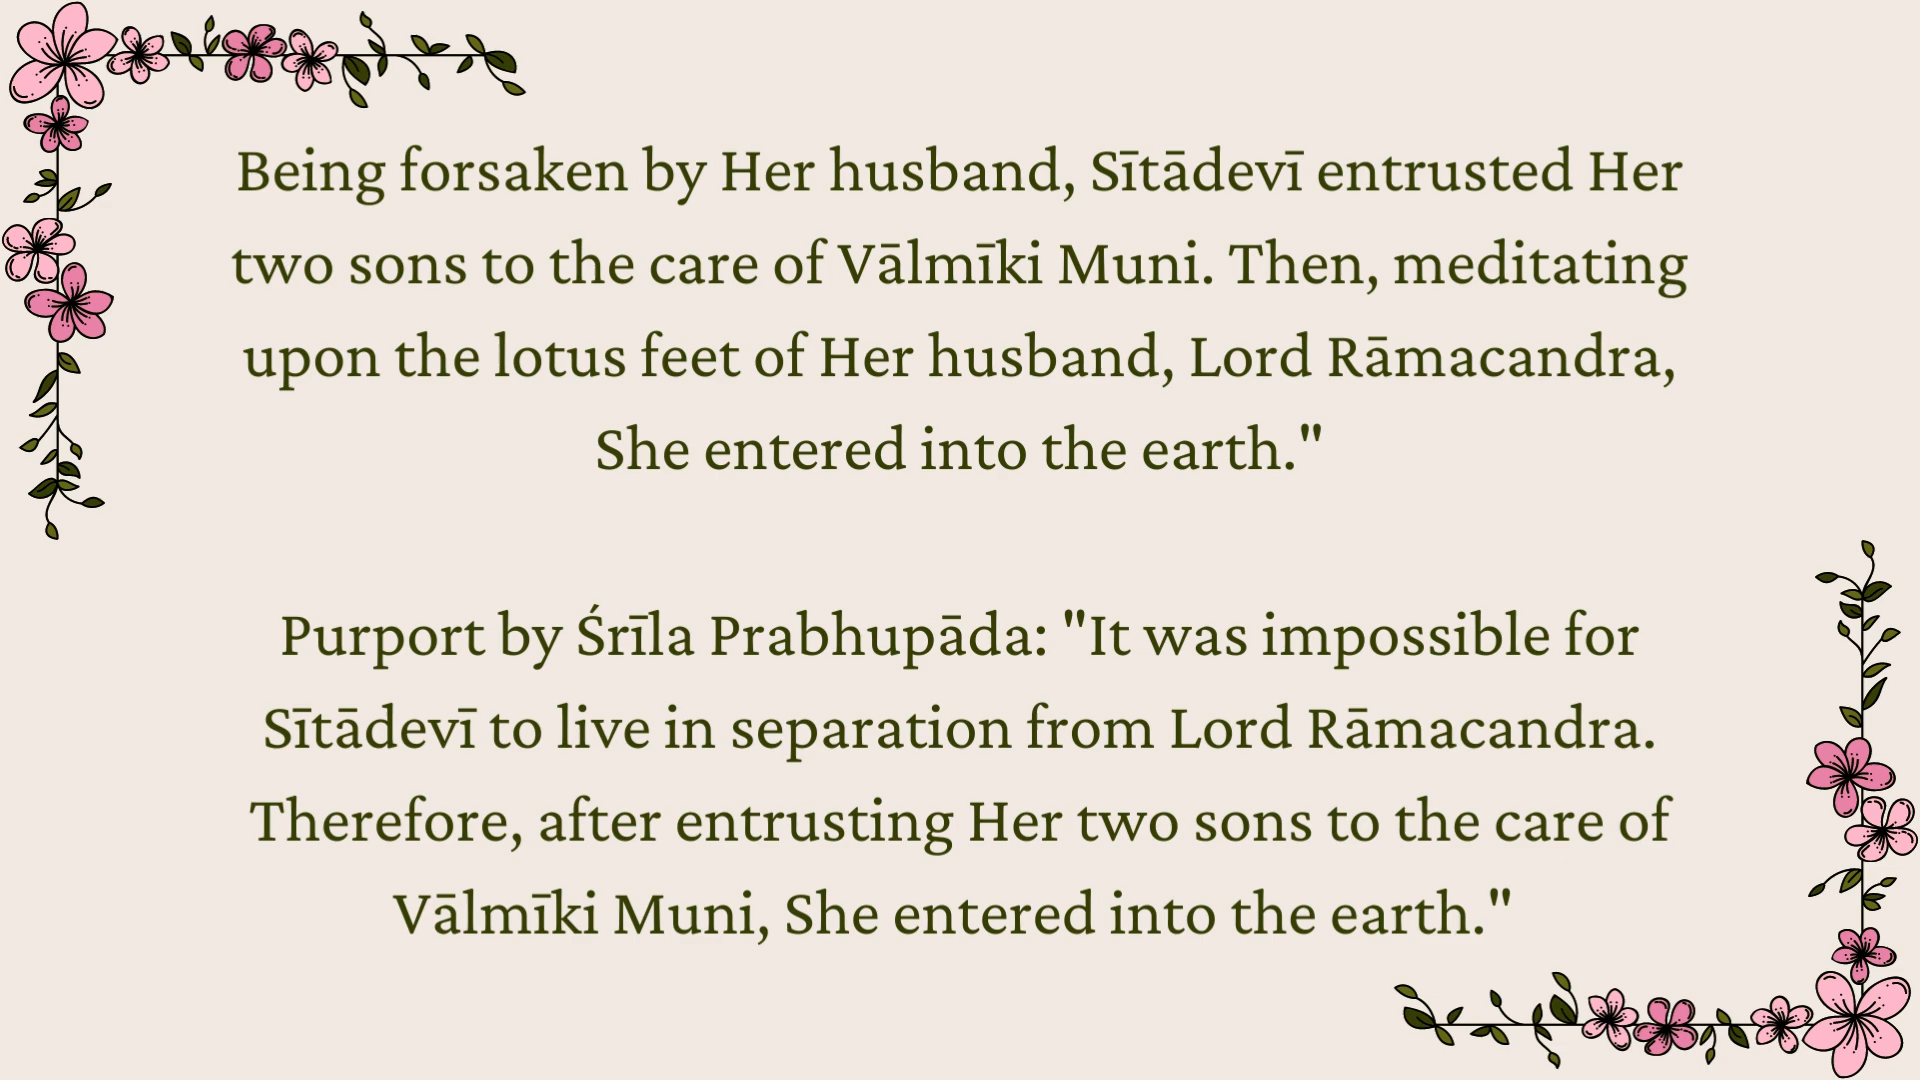 Being forsaken by Her husband, Sītādevī entrusted Her
two sons to the care of Vālmīki Muni. Then, meditating
upon the lotus feet of Her husband, Lord Rāmacandra,
She entered into the earth."
Purport by Śrīla Prabhupāda: "It was impossible for
Sītādevī to live in separation from Lord Rāmacandra.
Therefore, after entrusting Her two sons to the care of
Vālmīki Muni, She entered into the earth."